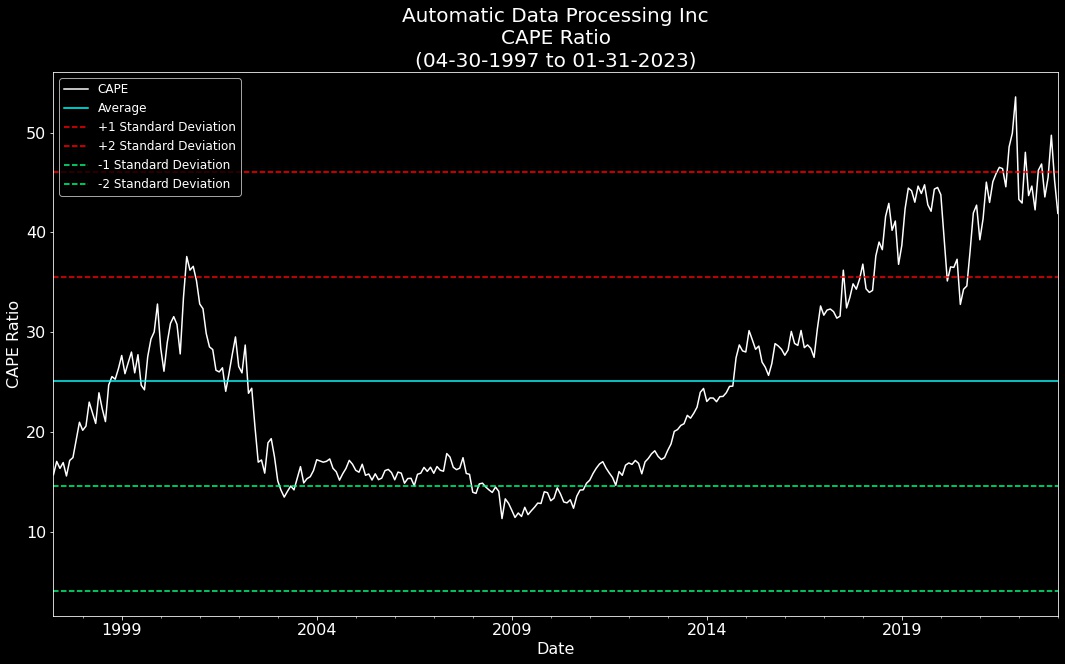 Automatic Data Processing Inc
CAPE Ratio
(04-30-1997 to 01-31-2023)
CAPE
Average
+1 Standard Deviation
+2 Standard Deviation
-1 Standard Deviation
-2 Standard Deviation
CAPE Ratio
50
40
30
20
10
1999
2004
2009
2014
2019
Date